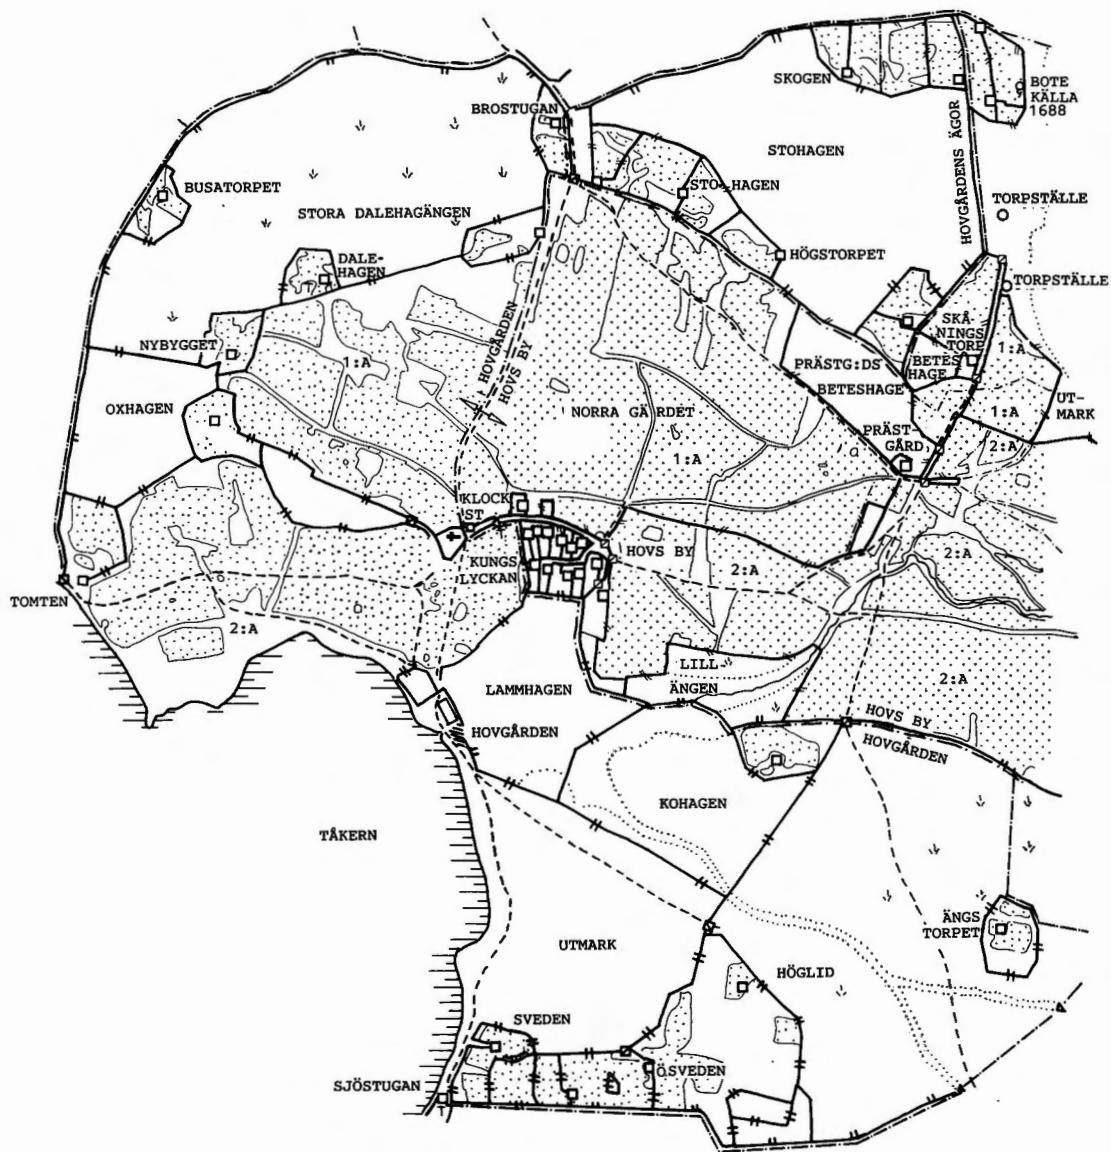 SKOGEN
BOTE
KÄLLA
1688
BROSTUGAN
HOVGÅRDENS ÄGOR
STOHAGEN
BUSATORPET
STO-HAGEN
TORPSTÄLLE
STORA DALEHAGÄNGEN
DALE-
HAGEN
HÖGSTORPET
TORPSTÄLLE
HOVGÅRDEN
HOVS BY
SKÅ-
NINGS
TORP
NYBYGGET
1:A
PRÄSTG:DS
BETESHAGE
BETES
HAGE
1:A
UT-
MARK
OXHAGEN
NORRA GÄRDET
1:A
1:A
PRÄST
GÅRD
2:A
KLOCK
ST
KUNGS
LYCKAN
HOVS BY
2:A
2:A
TOMTEN
2:A
LILL
ÄNGEN
2:A
LAMMHAGEN
HOVGÅRDEN
HOVS BY
HOVGÅRDEN
KOHAGEN
TÅKERN
ÄNGS
TORPET
UTMARK
HÖGLID
SVEDEN
SJÖSTUGAN
ÖSVEDEN